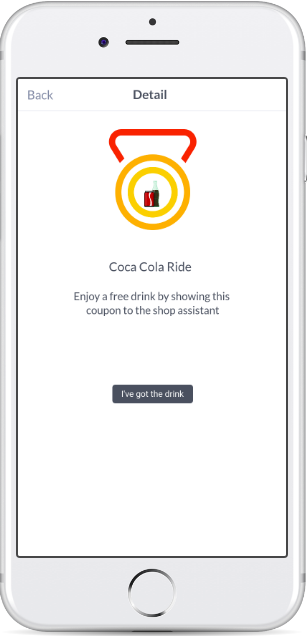 Back
Detail
Coca Cola Ride
Enjoy a free drink by showing this
coupon to the shop assistant
I've got the drink